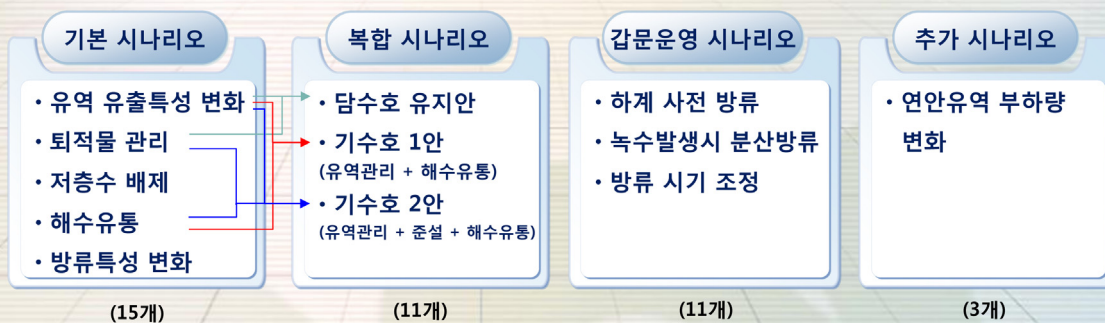 기본 시나리오
· 유역 유출특성 변화
· 퇴적물 관리
· 저층수 배제
· 해수유통
· 방류특성 변화
(15개)
복합 시나리오
· 담수호 유지안
· 기수호 1안
(유역관리 + 해수유통)
· 기수호 2안
(유역관리 + 준설 + 해수유통)
(11개)
갑문운영 시나리오
· 하계 사전 방류
· 녹수발생시 분산방류
· 방류 시기 조정
(11개)
추가 시나리오
· 연안유역 부하량
변화
(3개)